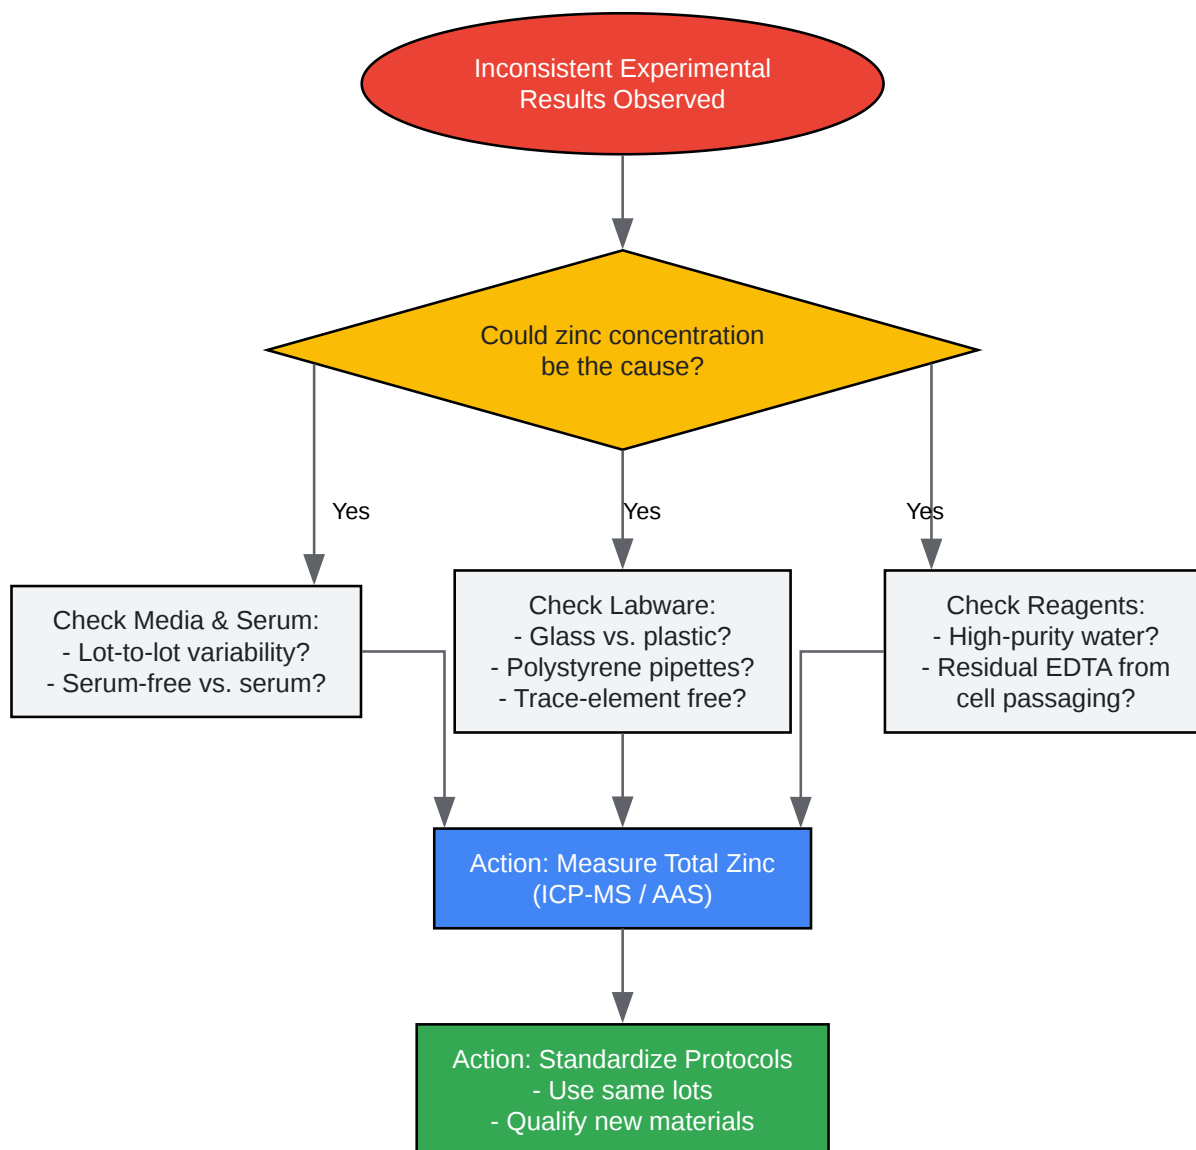 Inconsistent Experimental
Results Observed
Could zinc concentration
be the cause?
Yes
Yes
Yes
Check Media & Serum:
- Lot-to-lot variability?
- Serum-free vs. serum?
Check Labware:
- Glass vs. plastic?
- Polystyrene pipettes?
- Trace-element free?
Check Reagents:
- High-purity water?
- Residual EDTA from
cell passaging?
Action: Measure Total Zinc
(ICP-MS / AAS)
Action: Standardize Protocols
- Use same lots
- Qualify new materials